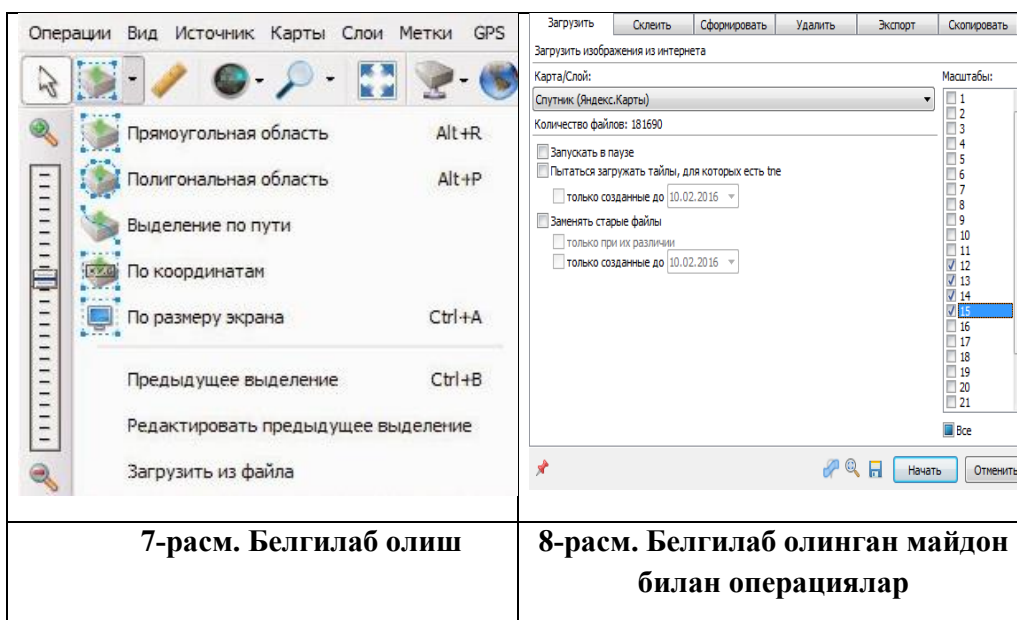 Операции Вид Источник Карты Слои Метки GPS
Прямоугольная область Alt+R
Полигональная область Alt+P
Выделение по пути
По координатам
По размеру экрана Ctrl+A
Предыдущее выделение Ctrl+B
Редактировать предыдущее выделение
Загрузить из файла
Загрузить Склеить Сформировать Удалить Экспорт Скопировать
Загрузить изображения из интернета
Карта/Слой: Масштабы:
Спутник (Яндекс.Карты)
Количество файлов: 181690
Запускать в паузе
Пытаться загружать тайлы, для которых есть tne
только созданные до 10.02.2016
Заменять старые файлы
только при их различии
только созданные до 10.02.2016
1
2
3
4
5
6
7
8
9
10
11
12
13
14
15
16
17
18
19
20
21
Все
Начать Отменить
7-расм. Белгилаб олиш
8-расм. Белгилаб олинган майдон
билан операциялар